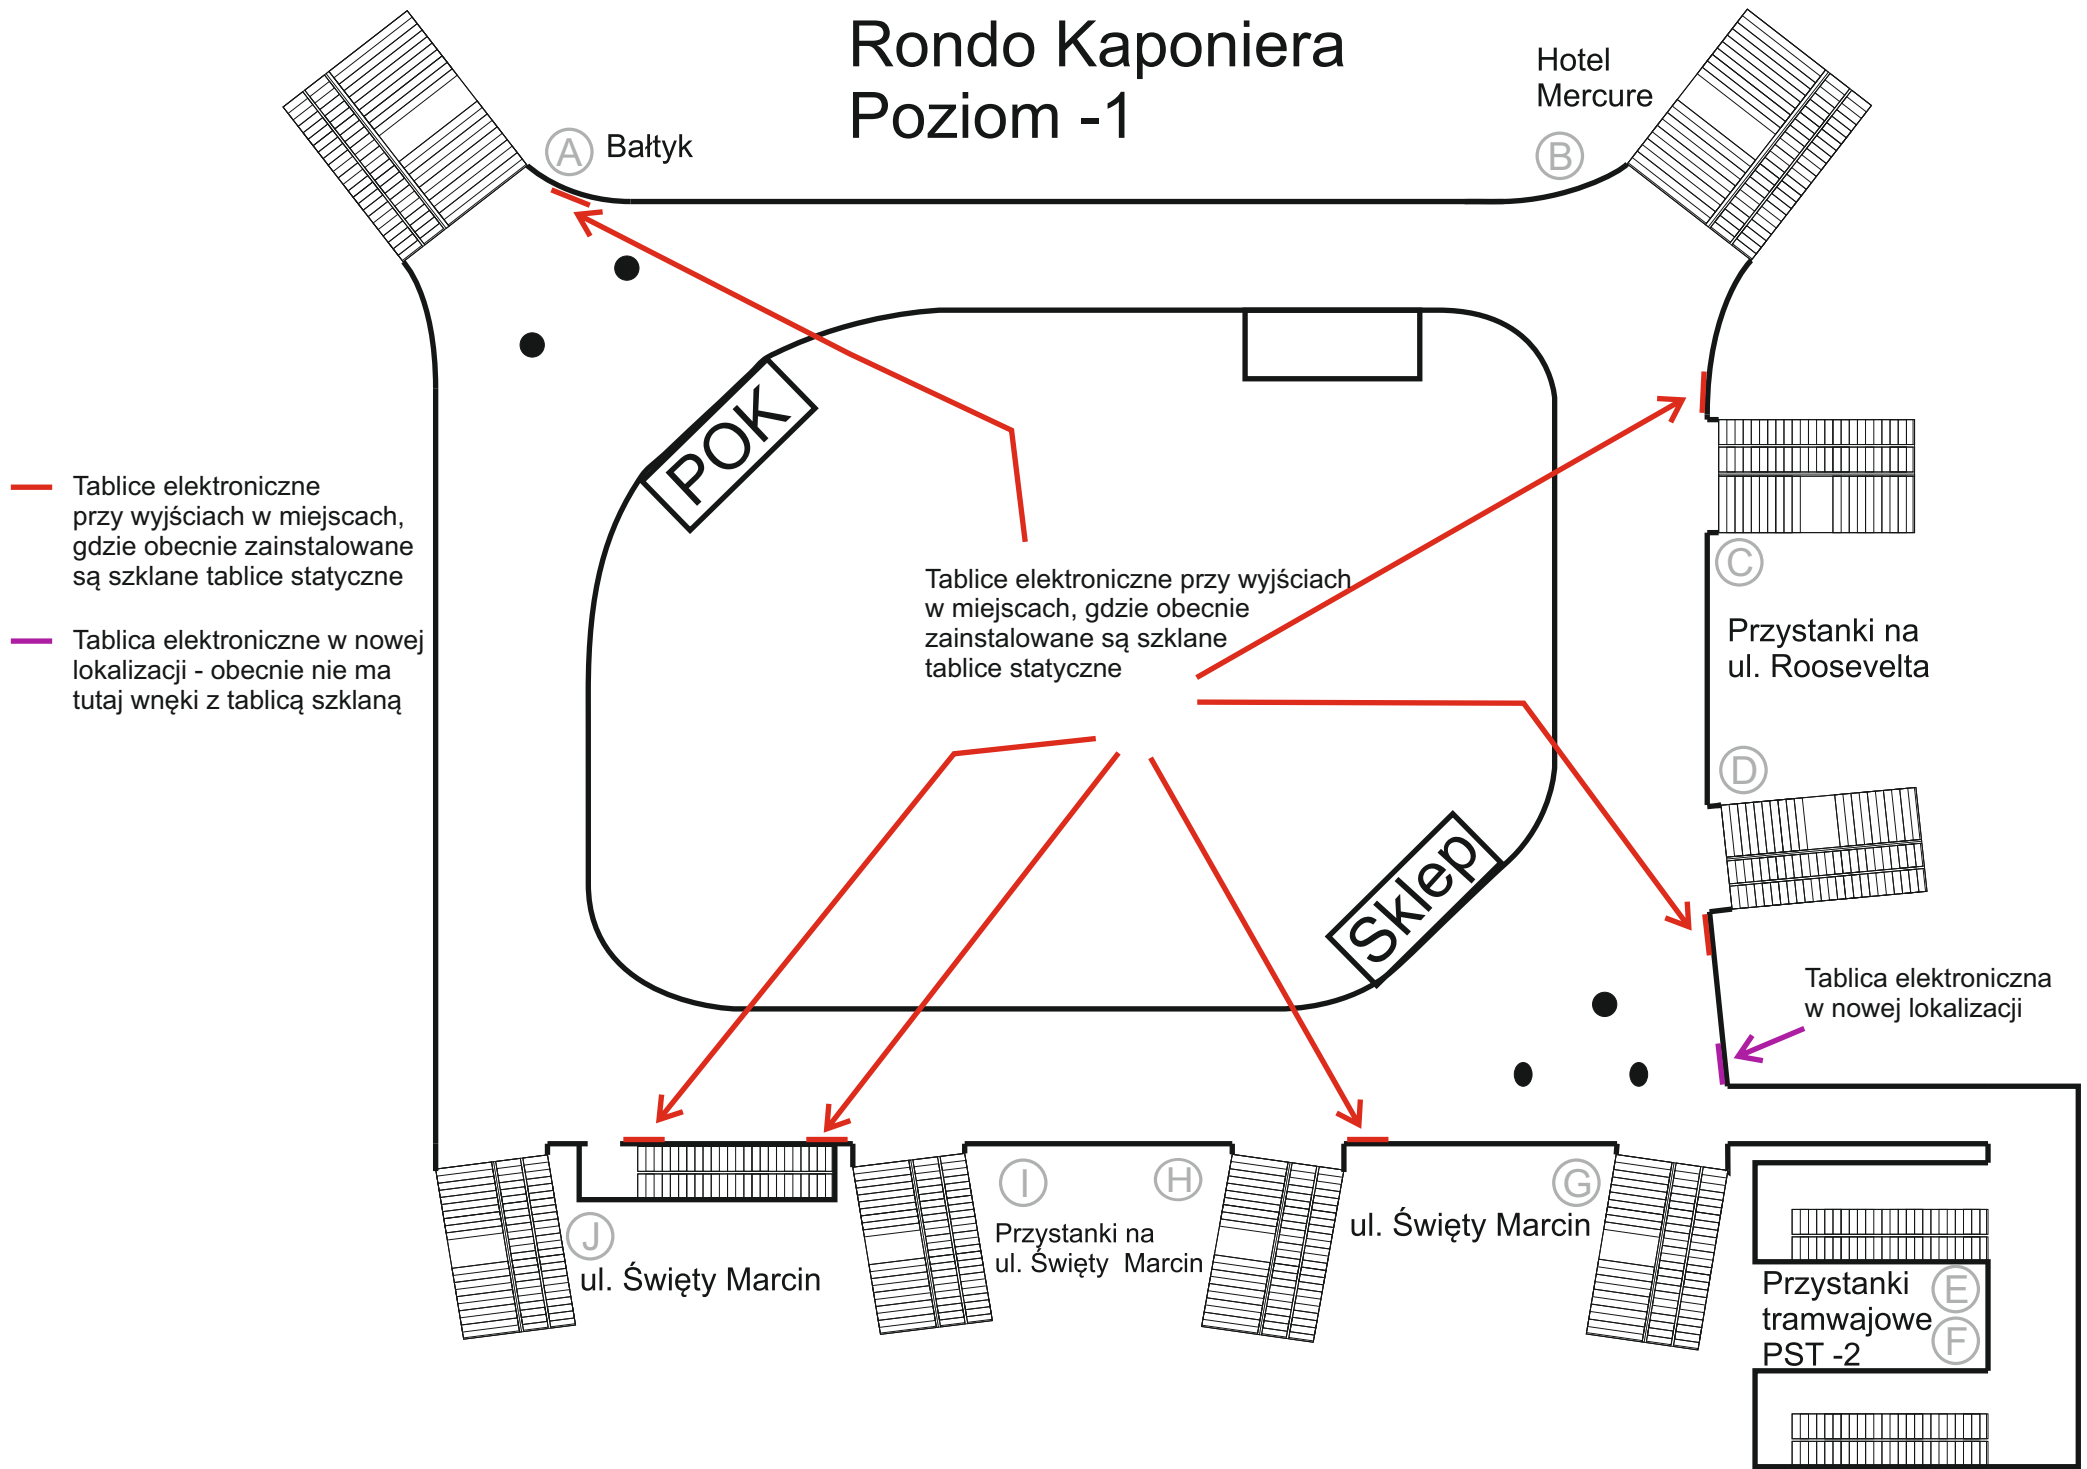 Rondo Kaponiera
Poziom -1
Hotel
Mercure
A
Bałtyk
B
POK
Tablice elektroniczne
przy wyjściach w miejscach,
gdzie obecnie zainstalowane
są szklane tablice statyczne
Tablica elektroniczne w nowej
lokalizacji - obecnie nie ma
tutaj wnęki z tablicą szklaną
Tablice elektroniczne przy wyjściach
w miejscach, gdzie obecnie
zainstalowane są szklane
tablice statyczne
C
Przystanki na
ul. Roosevelta
D
Sklep
Tablica elektroniczna
w nowej lokalizacji
J
ul. Święty Marcin
I
H
Przystanki na
ul. Święty Marcin
G
ul. Święty Marcin
Przystanki
tramwajowe
PST -2
E
F